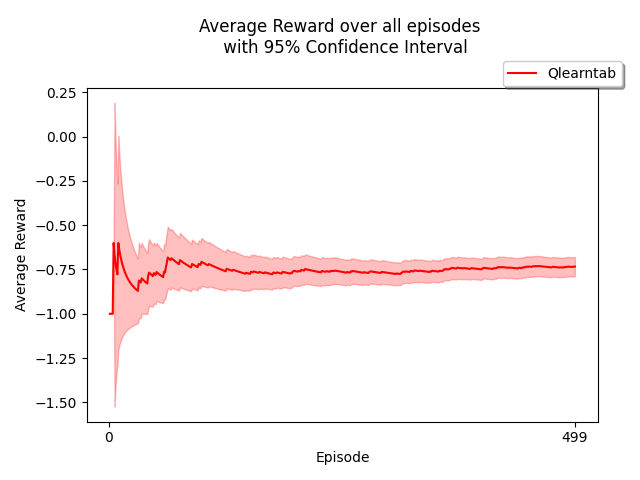 Average Reward over all episodes
with 95% Confidence Interval
Qlearntab
0.25
0.00
−0.25
−0.50
−0.75
−1.00
−1.25
−1.50
Average Reward
0
499
Episode